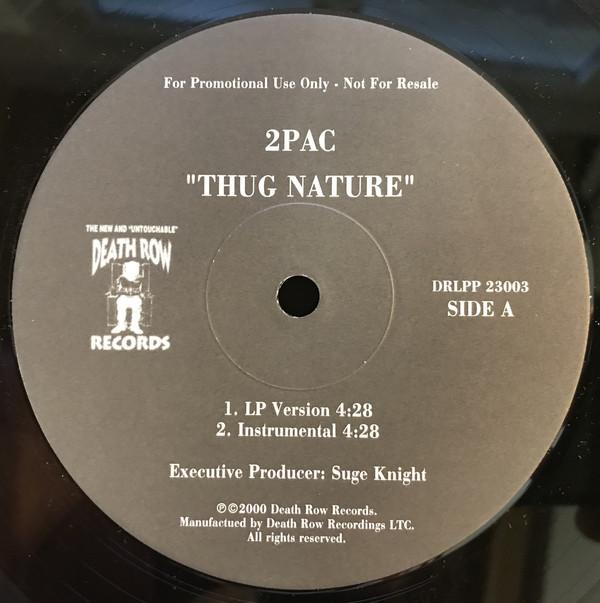 For Promotional Use Only - Not For Resale
2PAC
"THUG NATURE"
THE NEW AND "UNTOUCHABLE"
DEATH ROW
RECORDS
DRLPP 23003
SIDE A
1. LP Version 4:28
2. Instrumental 4:28
Executive Producer: Suge Knight
℗©2000 Death Row Records.
Manufactued by Death Row Recordings LTC.
All rights reserved.